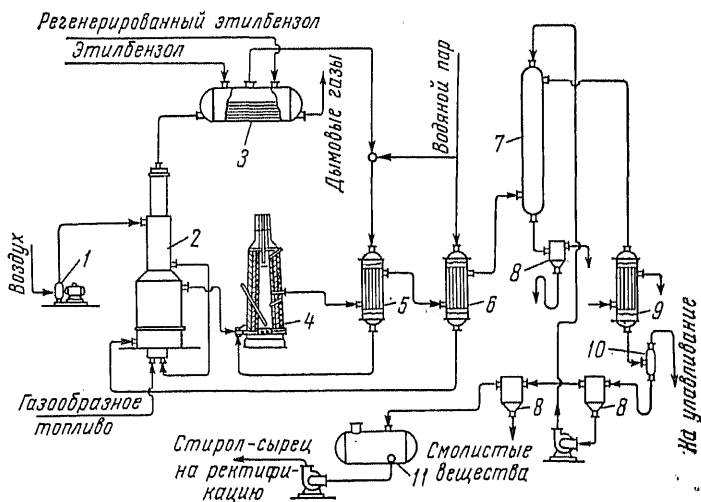 Регенерированный этилбензол
Этилбензол
Дымовые газы
Водяной пар
3
7
Воздух
1
2
4
5
6
8
9
10
На улавливание
Газообразное
топливо
8
8
Стирол-сырец
на ректифи-
кацию
11
Смолистые
вещества